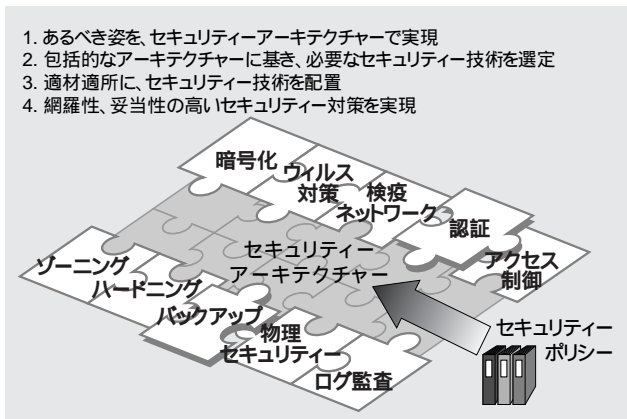 1. あるべき姿を、セキュリティーアーキテクチャーで実現
2. 包括的なアーキテクチャーに基き、必要なセキュリティー技術を選定
3. 適材適所に、セキュリティー技術を配置
4. 網羅性、妥当性の高いセキュリティー対策を実現
暗号化
ウィルス
対策
検疫
ネットワーク
認証
アクセス
制御
セキュリティー
アーキテクチャー
ゾーニング
ハードニング
バックアップ
物理
セキュリティー
ログ監査
セキュリティー
ポリシー